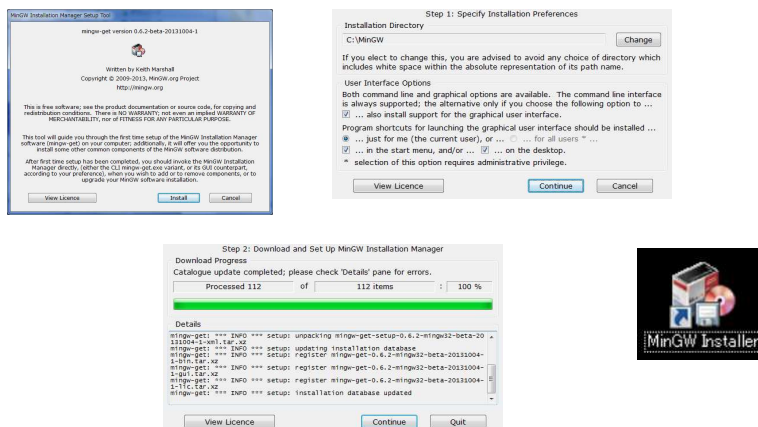 MinGW Installation Manager Setup Tool
mingw-get version 0.6.2-beta-20131004-1
Written by Keith Marshall
Copyright © 2009-2013, MinGW.org Project
http://mingw.org
This is free software; see the product documentation or source code, for copying and
redistribution conditions. There is NO WARRANTY; not even an implied WARRANTY OF
MERCHANTABILITY, nor of FITNESS FOR ANY PARTICULAR PURPOSE.
This tool will guide you through the first time setup of the MinGW Installation Manager
software (mingw-get) on your computer; additionally, it will offer you the opportunity to
install some other common components of the MinGW software distribution.
After first time setup has been completed, you should invoke the MinGW Installation
Manager directly, (either the CLI mingw-get.exe variant, or its GUI counterpart,
according to your preference), when you wish to add or to remove components, or to
upgrade your MinGW software installation.
View Licence
Install
Cancel
Step 1: Specify Installation Preferences
Installation Directory
C:\MinGW
Change
If you elect to change this, you are advised to avoid any choice of directory which
includes white space within the absolute representation of its path name.
User Interface Options
Both command line and graphical options are available. The command line interface
is always supported; the alternative only if you choose the following option to ...
... also install support for the graphical user interface.
Program shortcuts for launching the graphical user interface should be installed ...
... just for me (the current user), or ... ... for all users * ...
... in the start menu, and/or ... ... on the desktop.
* selection of this option requires administrative privilege.
View Licence
Continue
Cancel
Step 2: Download and Set Up MinGW Installation Manager
Download Progress
Catalogue update completed; please check 'Details' pane for errors.
Processed 112 of 112 items : 100 %
Details
mingw-get: *** INFO *** setup: unpacking mingw-get-setup-0.6.2-mingw32-beta-20
131004-1-xml.tar.xz
mingw-get: *** INFO *** setup: updating installation database
mingw-get: *** INFO *** setup: register mingw-get-0.6.2-mingw32-beta-20131004-
1-bin.tar.xz
mingw-get: *** INFO *** setup: register mingw-get-0.6.2-mingw32-beta-20131004-
1-gui.tar.xz
mingw-get: *** INFO *** setup: register mingw-get-0.6.2-mingw32-beta-20131004-
1-lic.tar.xz
mingw-get: *** INFO *** setup: installation database updated
View Licence
Continue
Quit
MinGW Installer